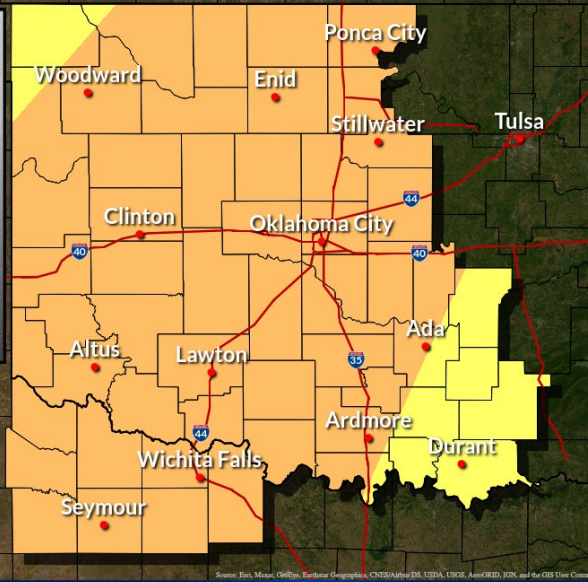 Ponca City
Woodward
Enid
Stillwater
Tulsa
44
Clinton
Oklahoma City
40
40
Ada
Altus
Lawton
35
Ardmore
44
Durant
Wichita Falls
Seymour
Source: Esri, Maxar, GeoEye, Earthstar Geographics, CNES/Airbus DS, USDA, USGS, AeroGRID, IGN, and the GIS User Com